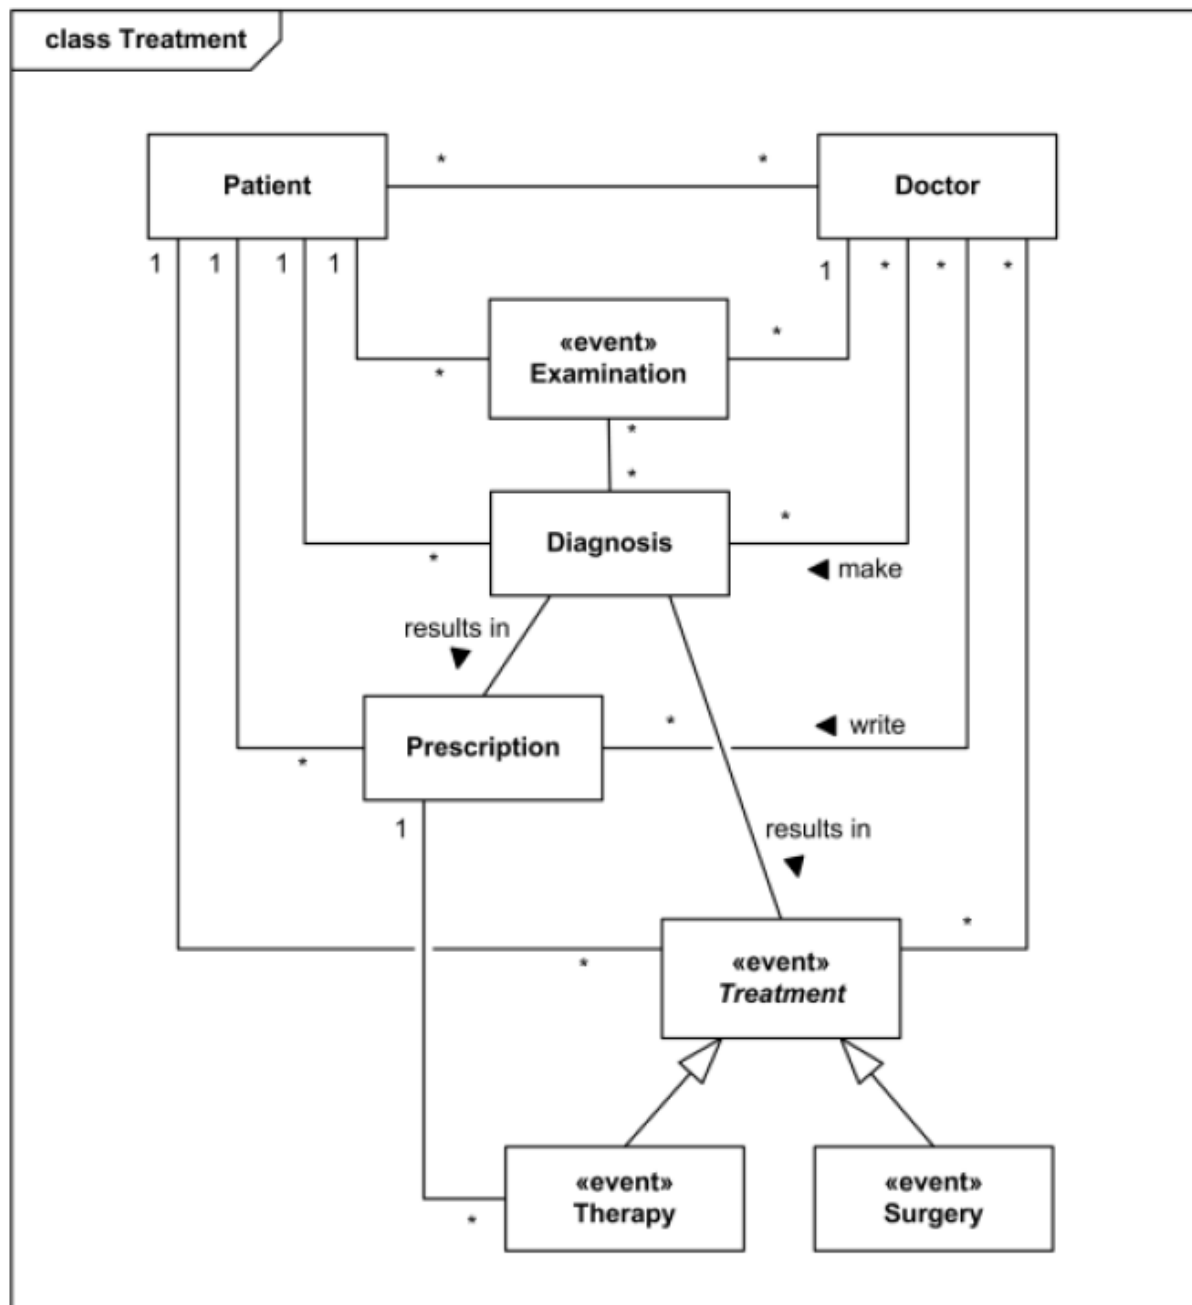 class Treatment
Patient
*
*
Doctor
1
1
1
1
1
*
*
*
«event»
Examination
*
*
*
*
Diagnosis
*
*
◀ make
results in
▼
Prescription
*
*
◀ write
1
results in
▼
«event»
Treatment
*
*
«event»
Therapy
*
«event»
Surgery